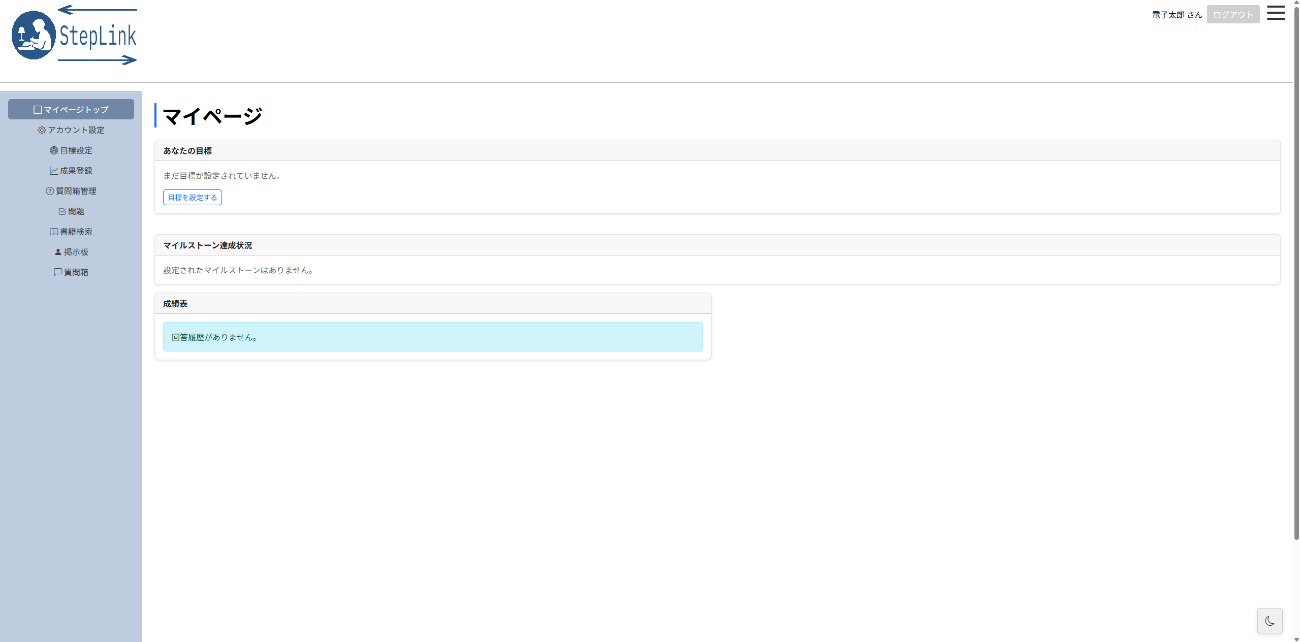 StepLink
電子太郎 さん
ログアウト
マイページトップ
アカウント設定
目標設定
成果登録
質問箱管理
問題
書籍検索
掲示板
質問箱
マイページ
あなたの目標
まだ目標が設定されていません。
目標を設定する
マイルストーン達成状況
設定されたマイルストーンはありません。
成績表
回答履歴がありません。